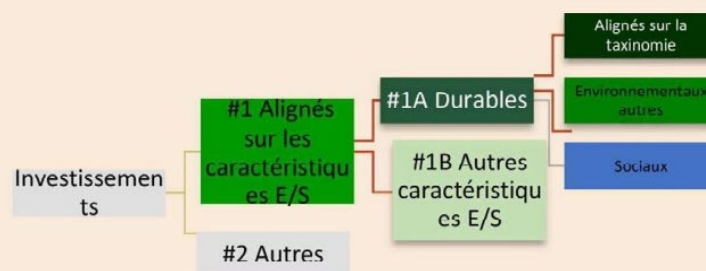 Investissemen
ts
#1 Alignés
sur les
caractéristiqu
es E/S
#2 Autres
#1A Durables
#1B Autres
caractéristiqu
es E/S
Alignés sur la
taxinomie
Environnementaux
autres
Sociaux